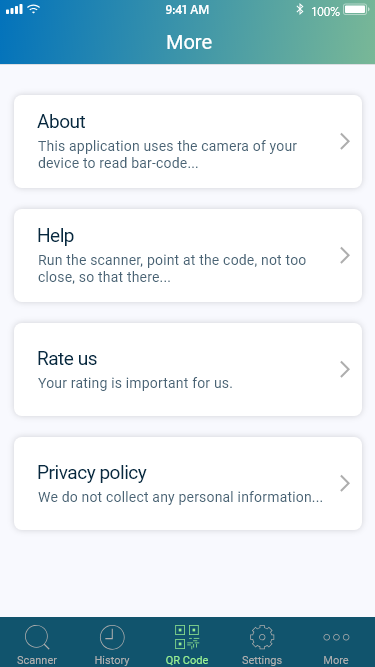 9:41 AM 100%
More
About
This application uses the camera of your
device to read bar-code...
Help
Run the scanner, point at the code, not too
close, so that there...
Rate us
Your rating is important for us.
Privacy policy
We do not collect any personal information...
Scanner History QR Code Settings More